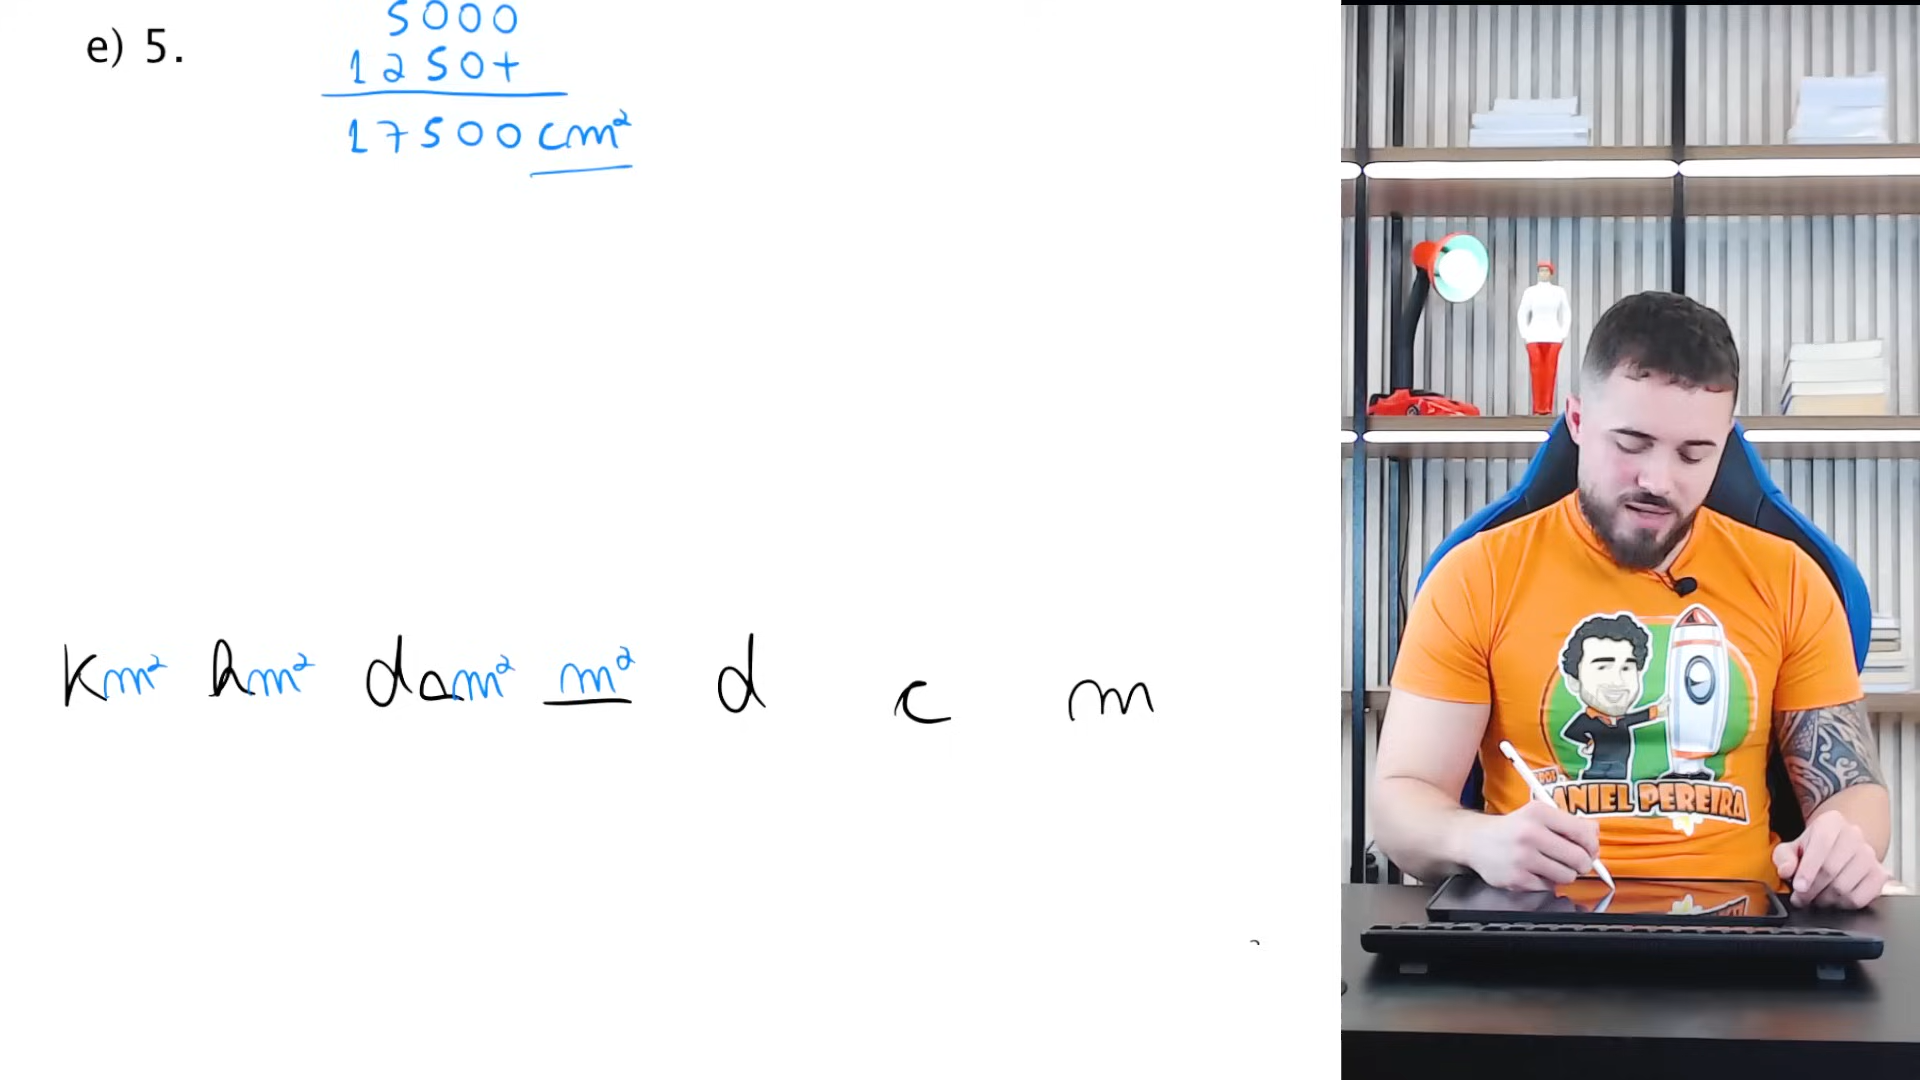 5000
e) 5.
1250+
17500 cm²
km² hm² dam² m² d c m
DANIEL PEREIRA